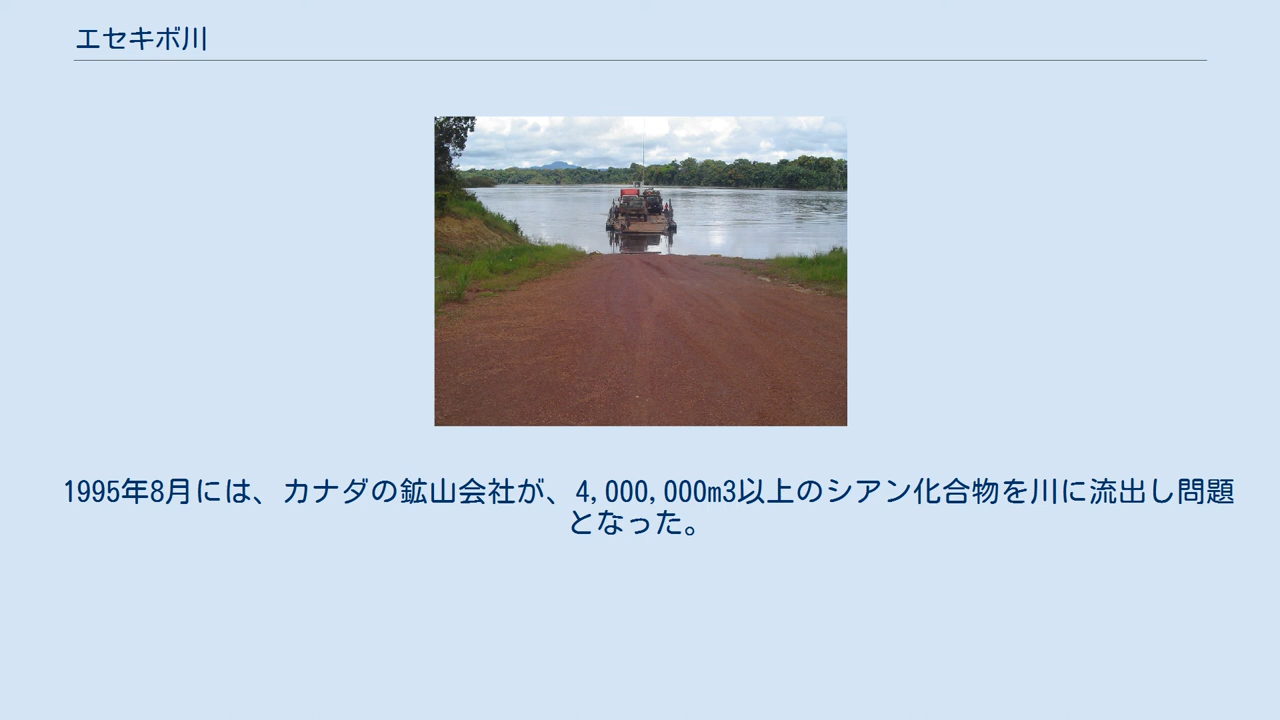 エセキボ川
1995年8月には、カナダの鉱山会社が、4,000,000m3以上のシアン化合物を川に流出し問題
となった。